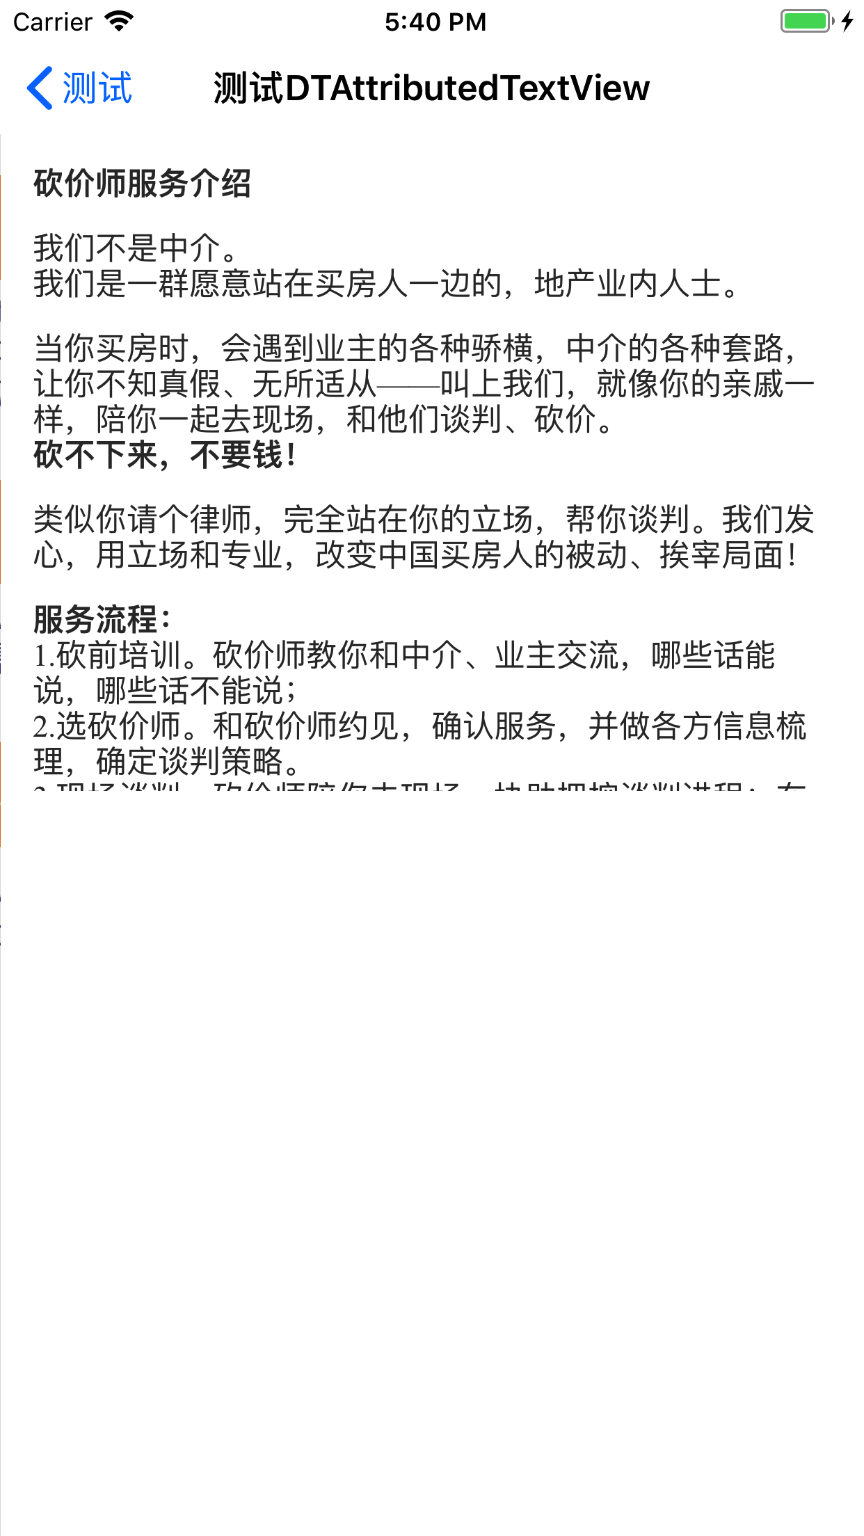 Carrier 5:40 PM
测试 测试DTAttributedTextView
砍价师服务介绍
我们不是中介。
我们是一群愿意站在买房人一边的，地产业内人士。
当你买房时，会遇到业主的各种骄横，中介的各种套路，
让你不知真假、无所适从——叫上我们，就像你的亲戚一
样，陪你一起去现场，和他们谈判、砍价。
砍不下来，不要钱！
类似你请个律师，完全站在你的立场，帮你谈判。我们发
心，用立场和专业，改变中国买房人的被动、挨宰局面！
服务流程：
1.砍前培训。砍价师教你和中介、业主交流，哪些话能
说，哪些话不能说；
2.选砍价师。和砍价师约见，确认服务，并做各方信息梳
理，确定谈判策略。